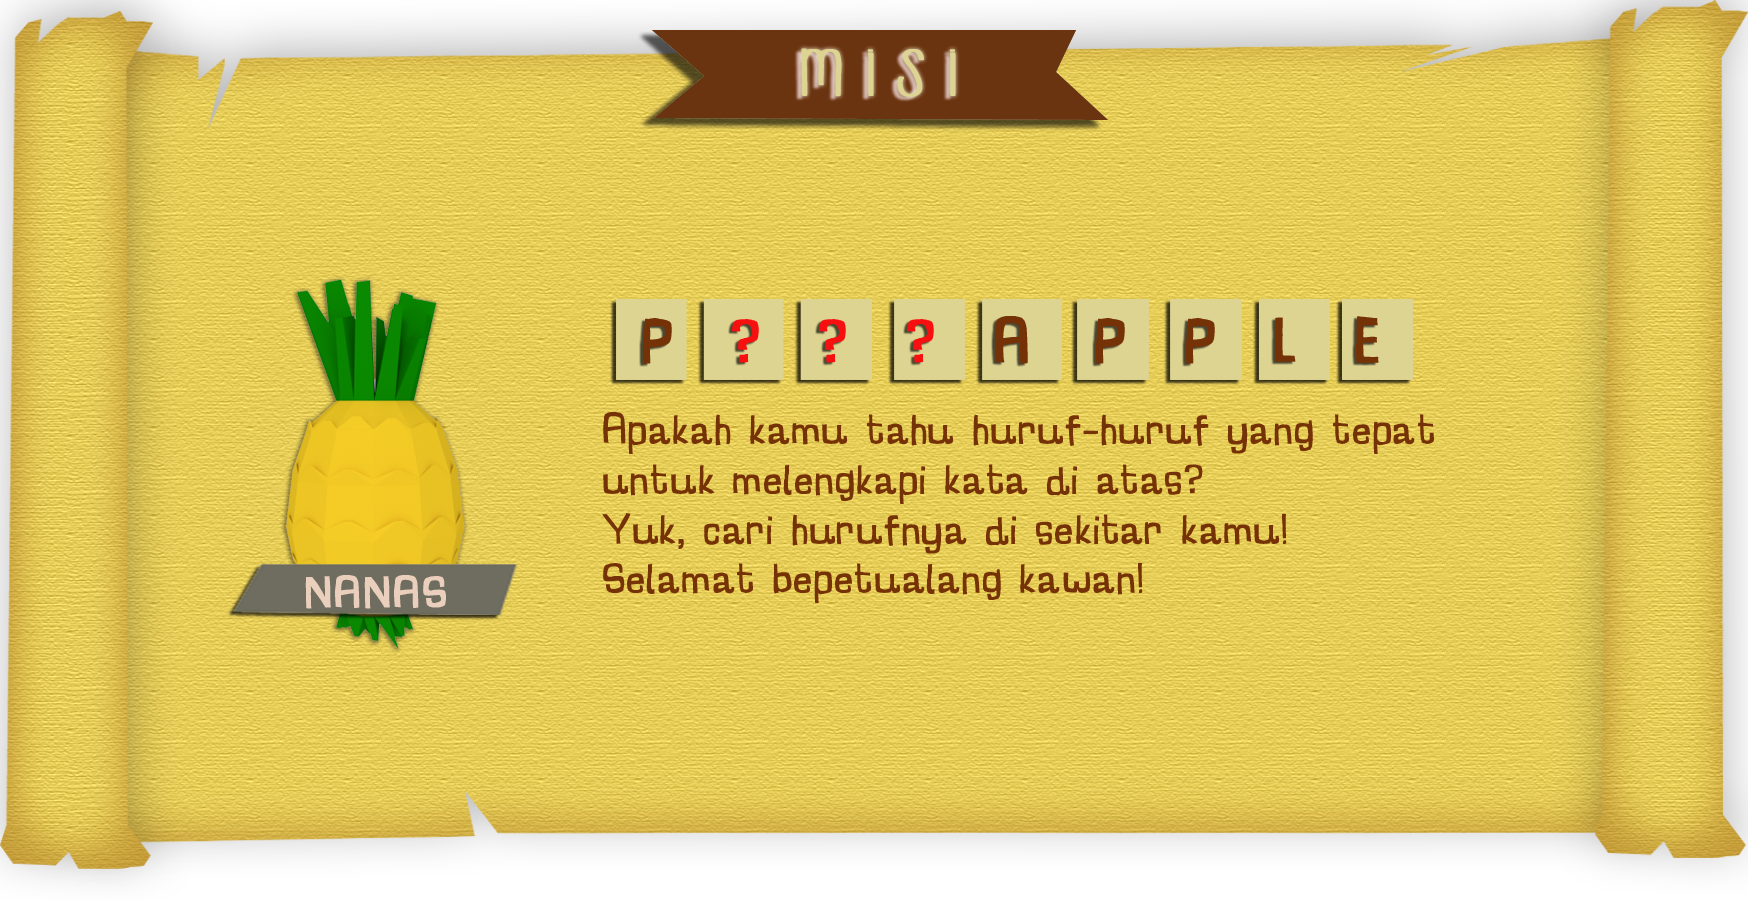 MISI
P???APPLE
Apakah kamu tahu huruf-huruf yang tepat
untuk melengkapi kata di atas?
Yuk, cari hurufnya di sekitar kamu!
Selamat bepetualang kawan!
NANAS